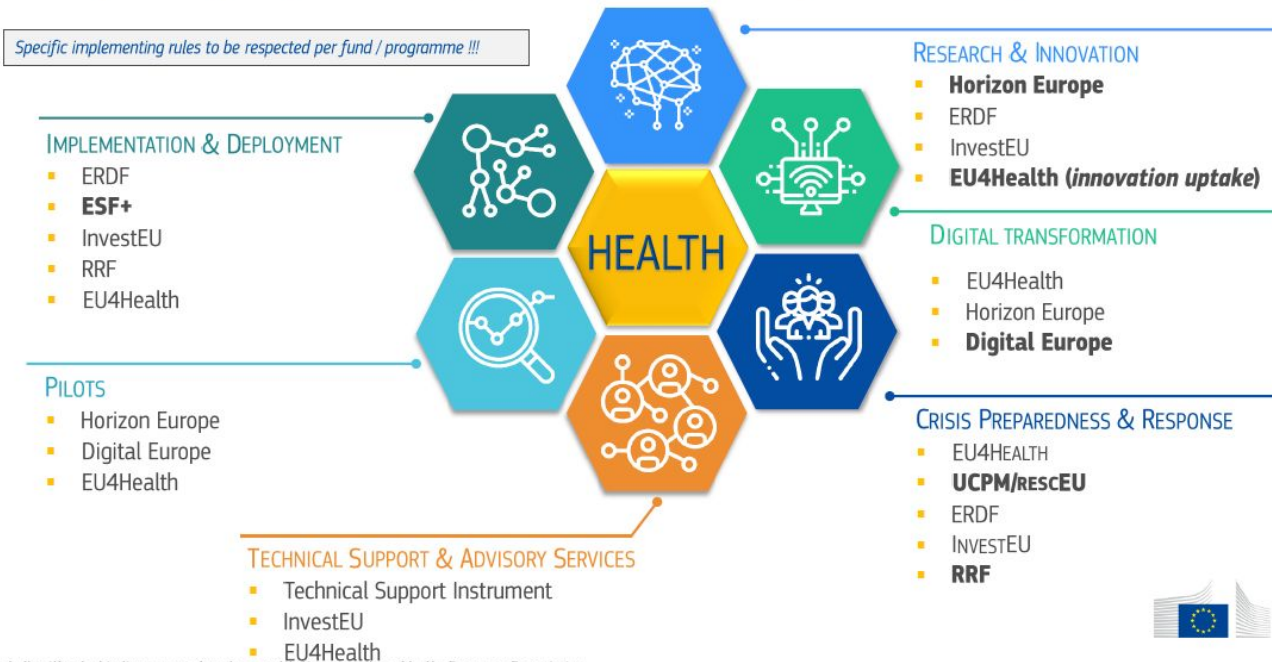 Specific implementing rules to be respected per fund / programme !!!
IMPLEMENTATION & DEPLOYMENT
ERDF
ESF+
InvestEU
RRF
EU4Health
PILOTS
Horizon Europe
Digital Europe
EU4Health
TECHNICAL SUPPORT & ADVISORY SERVICES
Technical Support Instrument
InvestEU
EU4Health
HEALTH
RESEARCH & INNOVATION
Horizon Europe
ERDF
InvestEU
EU4Health (innovation uptake)
DIGITAL TRANSFORMATION
EU4Health
Horizon Europe
Digital Europe
CRISIS PREPAREDNESS & RESPONSE
EU4HEALTH
UCPM/RESCEU
ERDF
INVESTEU
RRF